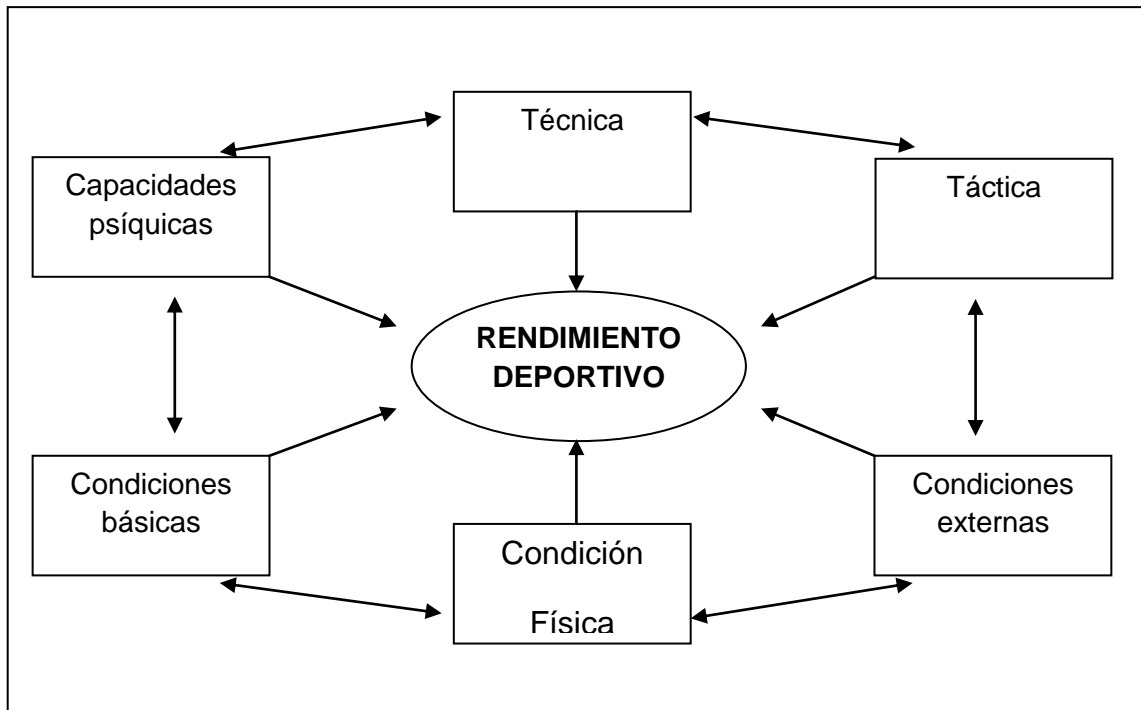 Técnica
Capacidades
psíquicas
Táctica
RENDIMIENTO
DEPORTIVO
Condiciones
básicas
Condición
Física
Condiciones
externas